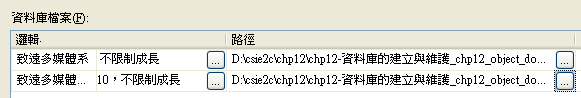 資料庫檔案(F):
邏輯 路徑
致遠多媒體系 不限制成長 ... D:\csie2c\chp12\chp12-資料庫的建立與維護_chp12_object_do... ...
致遠多媒體... 10，不限制成長 ... D:\csie2c\chp12\chp12-資料庫的建立與維護_chp12_object_do... ...